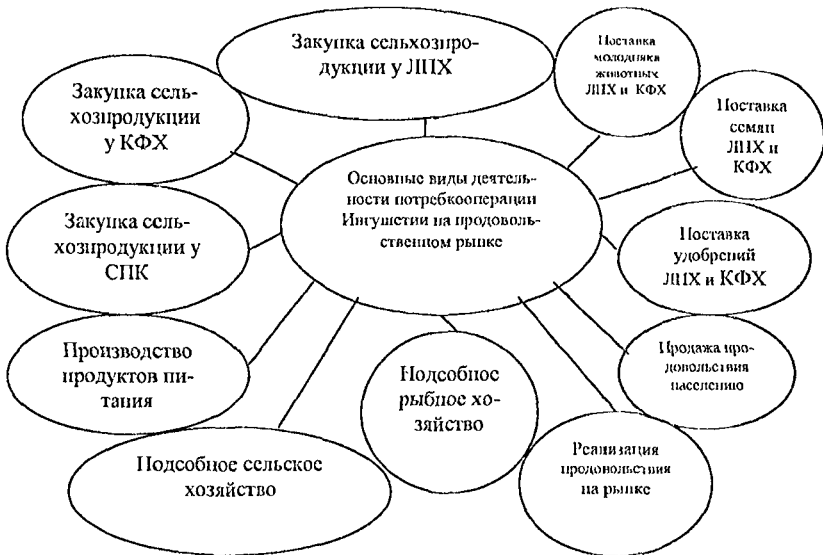 Закупка сельхозпро-
дукции у ЛПХ
Поставка
молодняка
животных
ЛПХ и КФХ
Закупка сель-
хозпродукции
у КФХ
Поставка
семян
ЛПХ и
КФХ
Основные виды деятель-
ности потребкооперации
Ингушетии на продоволь-
ственном рынке
Закупка сель-
хозпродукции у
СПК
Поставка
удобрений
ЛПХ и КФХ
Производство
продуктов пи-
тания
Подсобное
рыбное хо-
зяйство
Продажа про-
довольствия
населению
Подсобное сельское
хозяйство
Реализация
продовольствия
на рынке